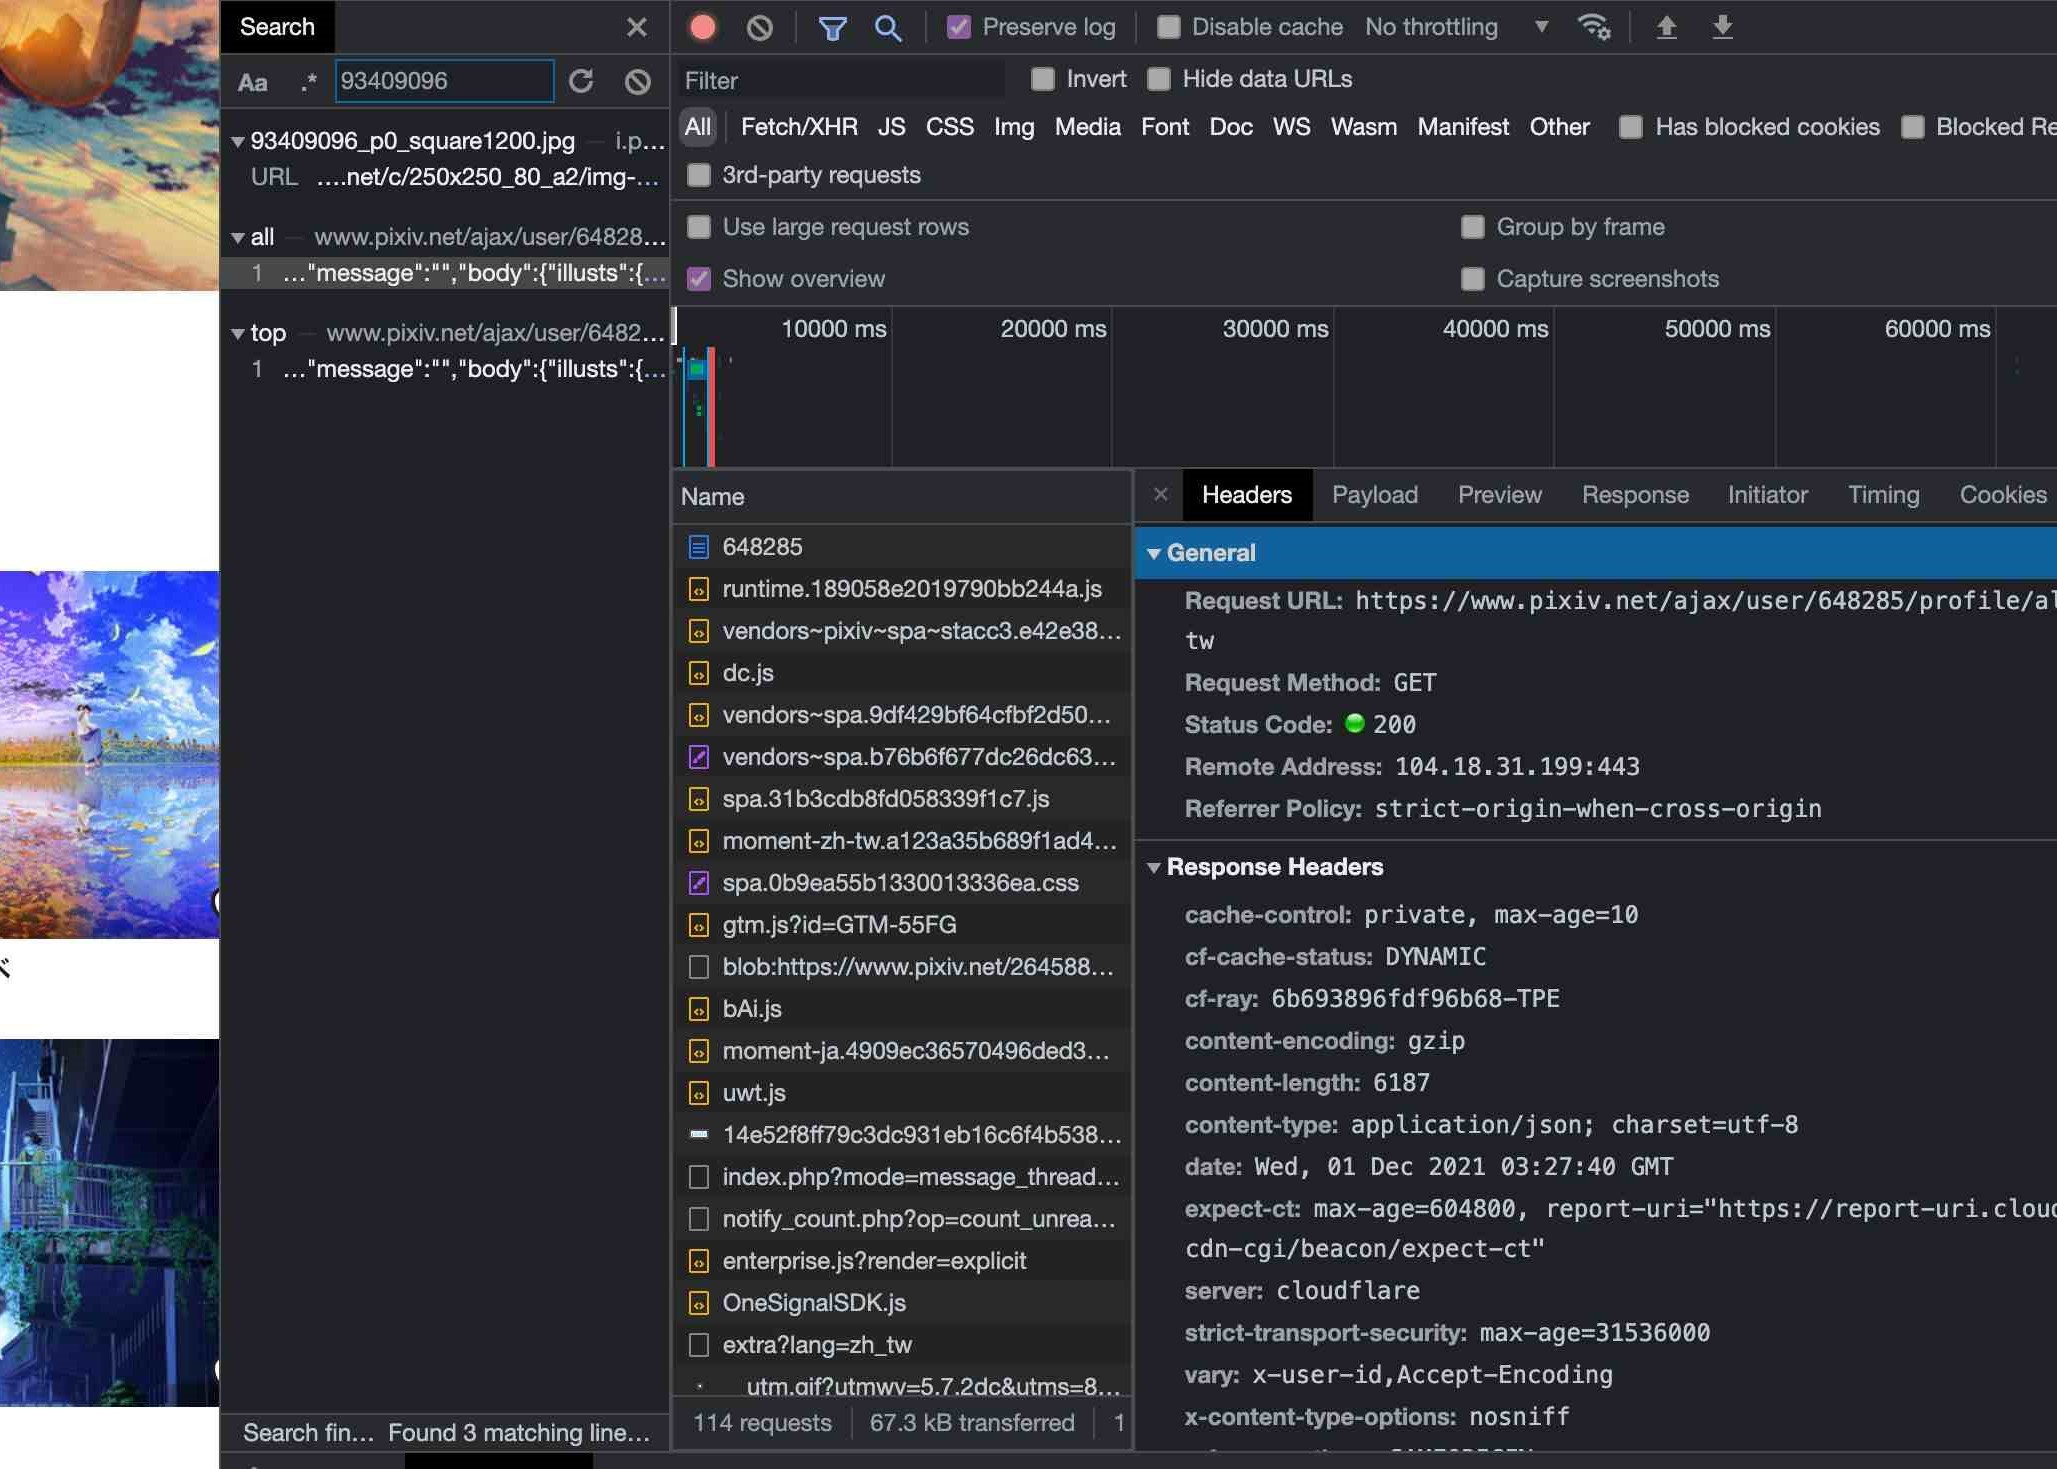 Search
Aa .* 93409096
93409096_p0_square1200.jpg — i.p...
URL ....net/c/250x250_80_a2/img-...
all — www.pixiv.net/ajax/user/64828...
1 ..."message":"","body":{"illusts":{...
top — www.pixiv.net/ajax/user/6482...
1 ..."message":"","body":{"illusts":{...
Search fin... Found 3 matching line...
Preserve log Disable cache No throttling
Filter Invert Hide data URLs
All Fetch/XHR JS CSS Img Media Font Doc WS Wasm Manifest Other Has blocked cookies Blocked Re
3rd-party requests
Use large request rows Group by frame
Show overview Capture screenshots
10000 ms 20000 ms 30000 ms 40000 ms 50000 ms 60000 ms
Name
648285
runtime.189058e2019790bb244a.js
vendors~pixiv~spa~stacc3.e42e38...
dc.js
vendors~spa.9df429bf64cfbf2d50...
vendors~spa.b76b6f677dc26dc63...
spa.31b3cdb8fd058339f1c7.js
moment-zh-tw.a123a35b689f1ad4...
spa.0b9ea55b1330013336ea.css
gtm.js?id=GTM-55FG
blob:https://www.pixiv.net/264588...
bAi.js
moment-ja.4909ec36570496ded3...
uwt.js
14e52f8ff79c3dc931eb16c6f4b538...
index.php?mode=message_thread...
notify_count.php?op=count_unrea...
enterprise.js?render=explicit
OneSignalSDK.js
extra?lang=zh_tw
__utm.gif?utmwv=5.7.2dc&utms=8...
114 requests 67.3 kB transferred 1
Headers Payload Preview Response Initiator Timing Cookies
General
Request URL: https://www.pixiv.net/ajax/user/648285/profile/al
tw
Request Method: GET
Status Code: 200
Remote Address: 104.18.31.199:443
Referrer Policy: strict-origin-when-cross-origin
Response Headers
cache-control: private, max-age=10
cf-cache-status: DYNAMIC
cf-ray: 6b693896fdf96b68-TPE
content-encoding: gzip
content-length: 6187
content-type: application/json; charset=utf-8
date: Wed, 01 Dec 2021 03:27:40 GMT
expect-ct: max-age=604800, report-uri="https://report-uri.clou
cdn-cgi/beacon/expect-ct"
server: cloudflare
strict-transport-security: max-age=31536000
vary: x-user-id,Accept-Encoding
x-content-type-options: nosniff